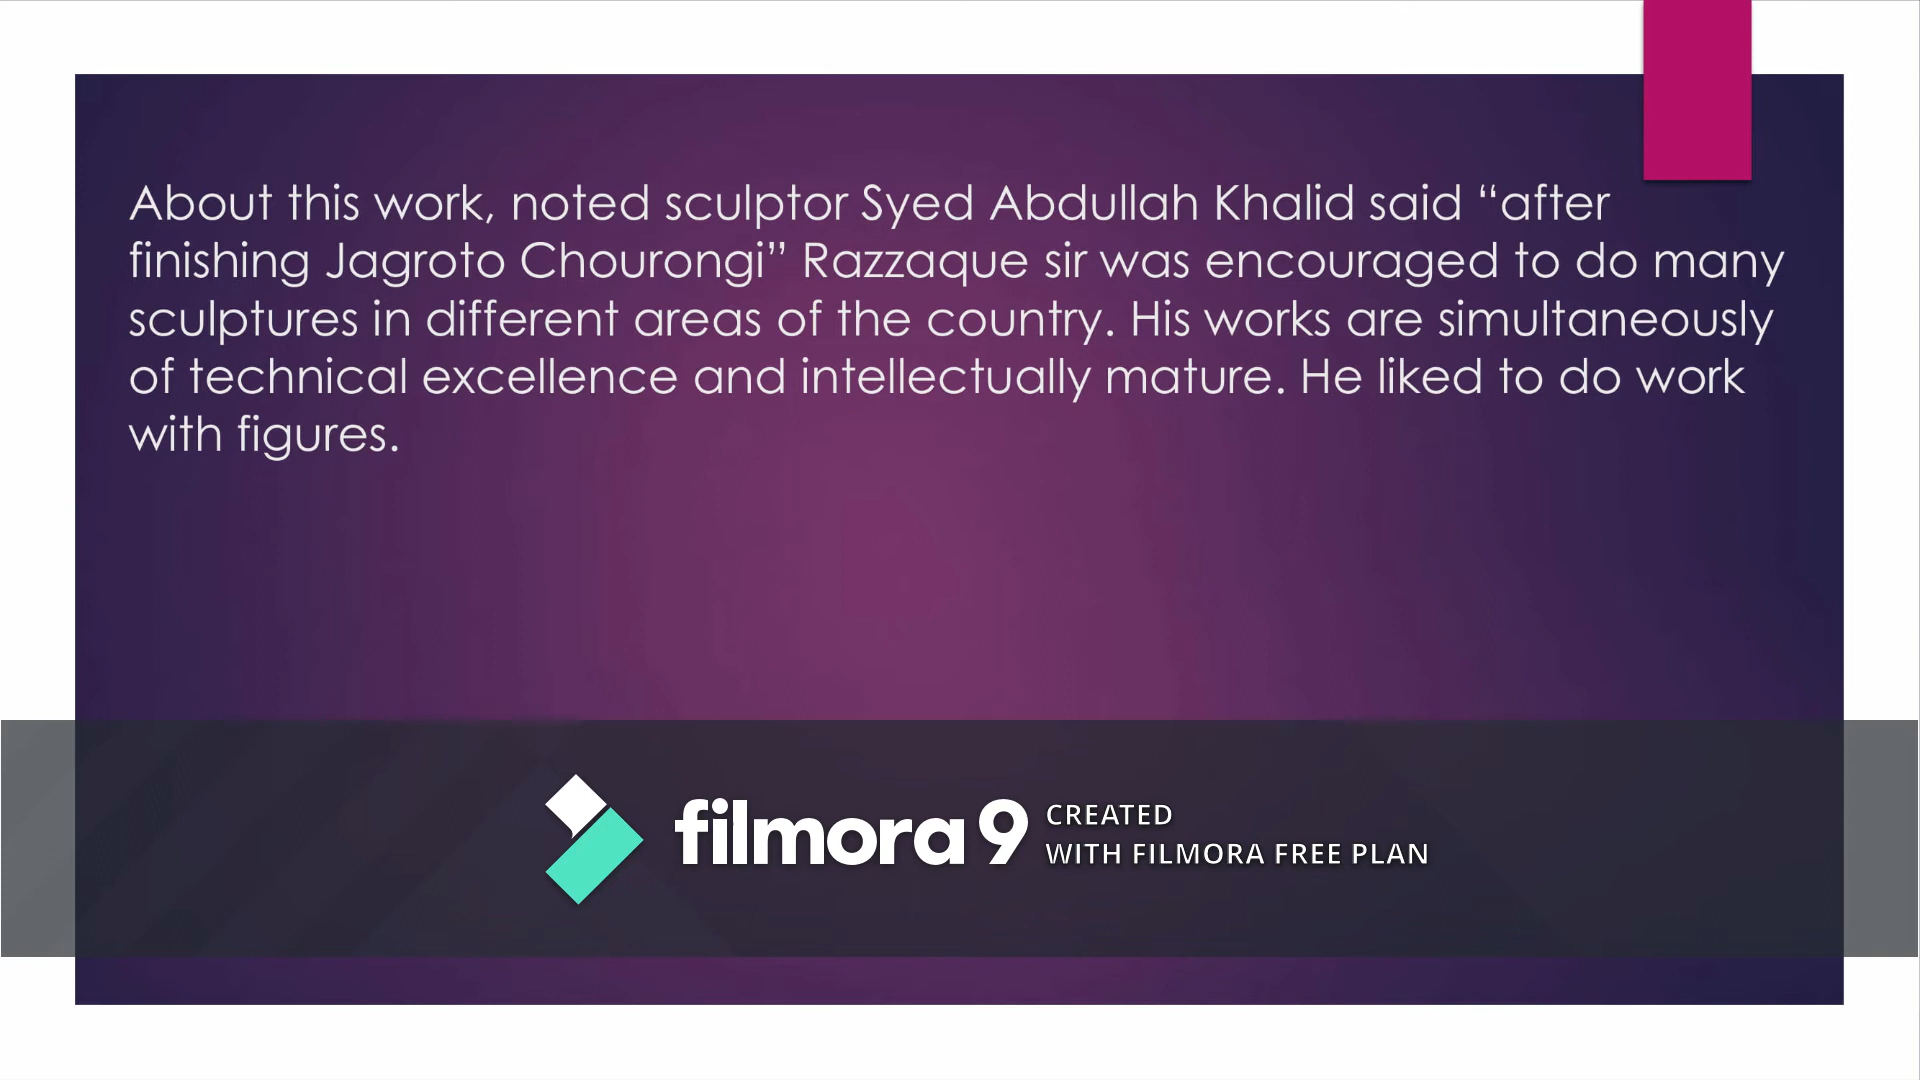 About this work, noted sculptor Syed Abdullah Khalid said “after
finishing Jagroto Chourongi” Razzaque sir was encouraged to do many
sculptures in different areas of the country. His works are simultaneously
of technical excellence and intellectually mature. He liked to do work
with figures.
filmora 9
CREATED
WITH FILMORA FREE PLAN